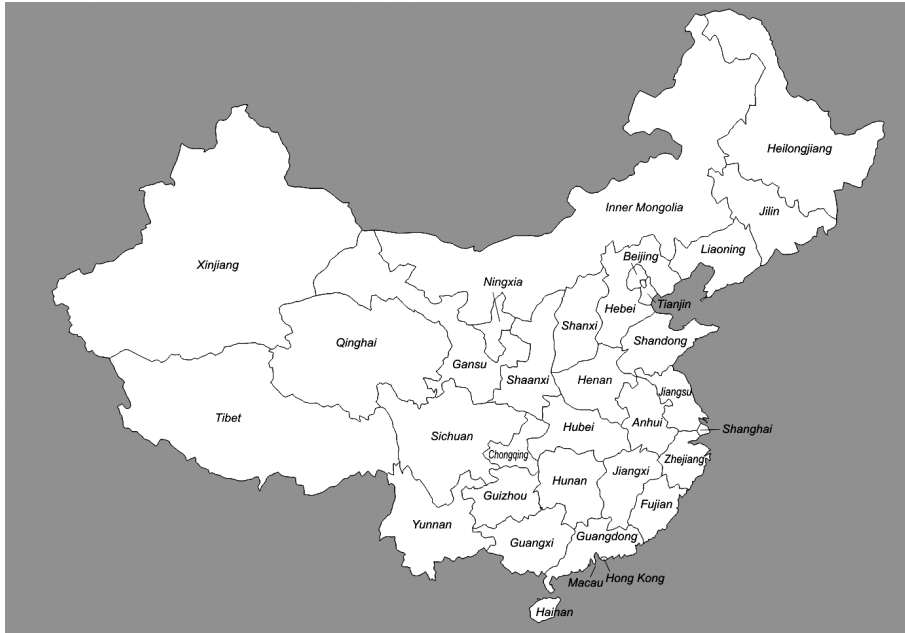 Heilongjiang
Inner Mongolia
Jilin
Liaoning
Xinjiang
Beijing
Ningxia
Tianjin
Hebei
Shanxi
Qinghai
Shandong
Gansu
Shaanxi
Henan
Jiangsu
Tibet
Anhui
Hubei
Shanghai
Sichuan
Chongqing
Zhejiang
Jiangxi
Hunan
Guizhou
Fujian
Yunnan
Guangdong
Guangxi
Macau
Hong Kong
Hainan